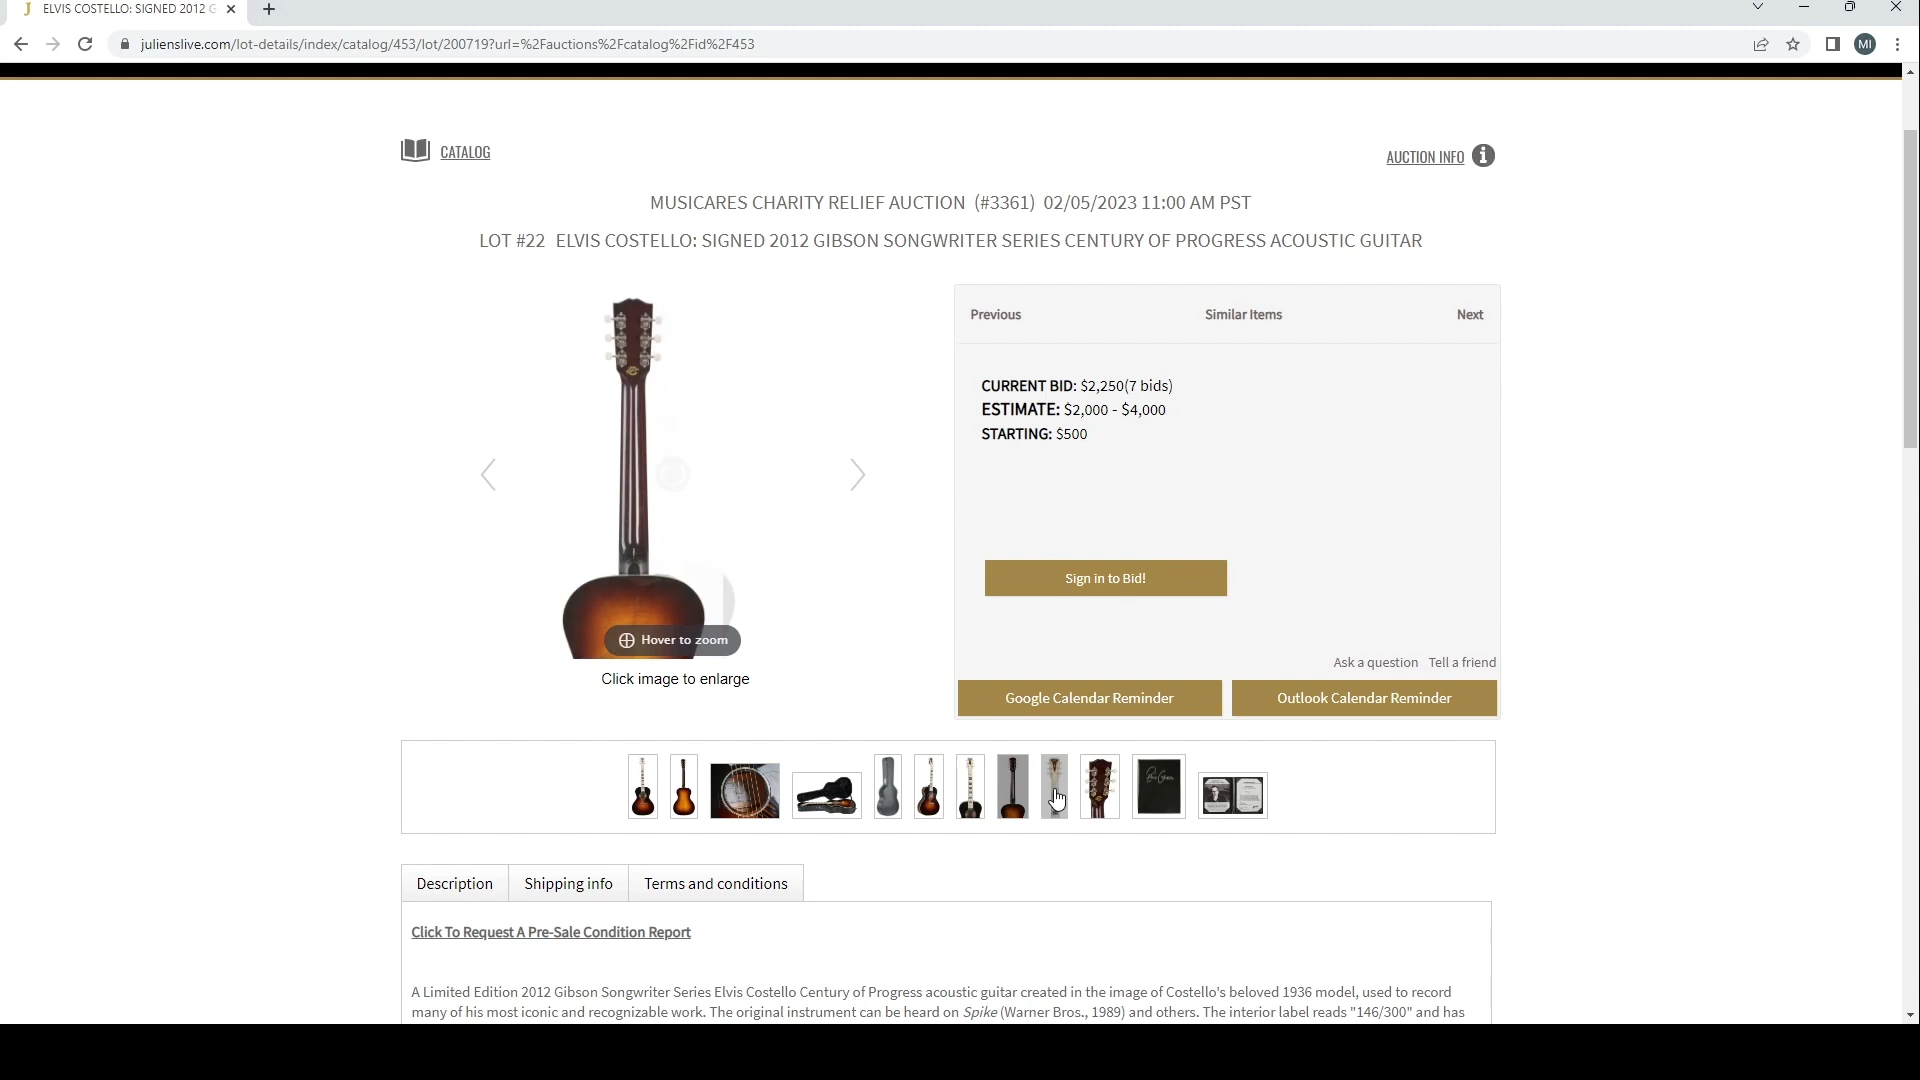 ELVIS COSTELLO: SIGNED 2012 G
julienslive.com/lot-details/index/catalog/453/lot/200719?url=%2Fauctions%2Fcatalog%2Fid%2F453
MI
CATALOG
AUCTION INFO
MUSICARES CHARITY RELIEF AUCTION (#3361) 02/05/2023 11:00 AM PST
LOT #22 ELVIS COSTELLO: SIGNED 2012 GIBSON SONGWRITER SERIES CENTURY OF PROGRESS ACOUSTIC GUITAR
Previous
Similar Items
Next
CURRENT BID: $2,250(7 bids)
ESTIMATE: $2,000 - $4,000
STARTING: $500
Sign in to Bid!
Hover to zoom
Click image to enlarge
Ask a question Tell a friend
Google Calendar Reminder
Outlook Calendar Reminder
Description
Shipping info
Terms and conditions
Click To Request A Pre-Sale Condition Report
A Limited Edition 2012 Gibson Songwriter Series Elvis Costello Century of Progress acoustic guitar created in the image of Costello's beloved 1936 model, used to record
many of his most iconic and recognizable work. The original instrument can be heard on Spike (Warner Bros., 1989) and others. The interior label reads "146/300" and has